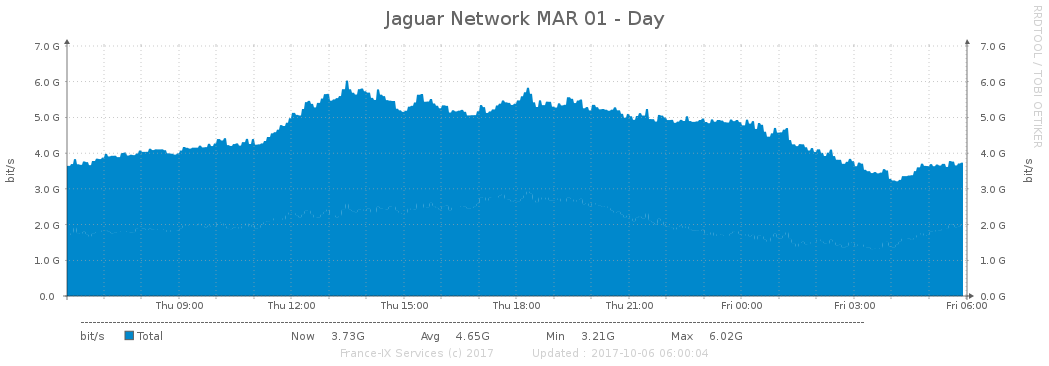 Jaguar Network MAR 01 - Day
RRDTOOL / TOBI OETIKER
7.0 G 7.0 G
6.0 G 6.0 G
5.0 G 5.0 G
4.0 G 4.0 G
bit/s bit/s
3.0 G 3.0 G
2.0 G 2.0 G
1.0 G 1.0 G
0.0 0.0 G
Thu 09:00 Thu 12:00 Thu 15:00 Thu 18:00 Thu 21:00 Fri 00:00 Fri 03:00 Fri 06:00
bit/s Total Now 3.73G Avg 4.65G Min 3.21G Max 6.02G
France-IX Services (c) 2017 Updated : 2017-10-06 06:00:04